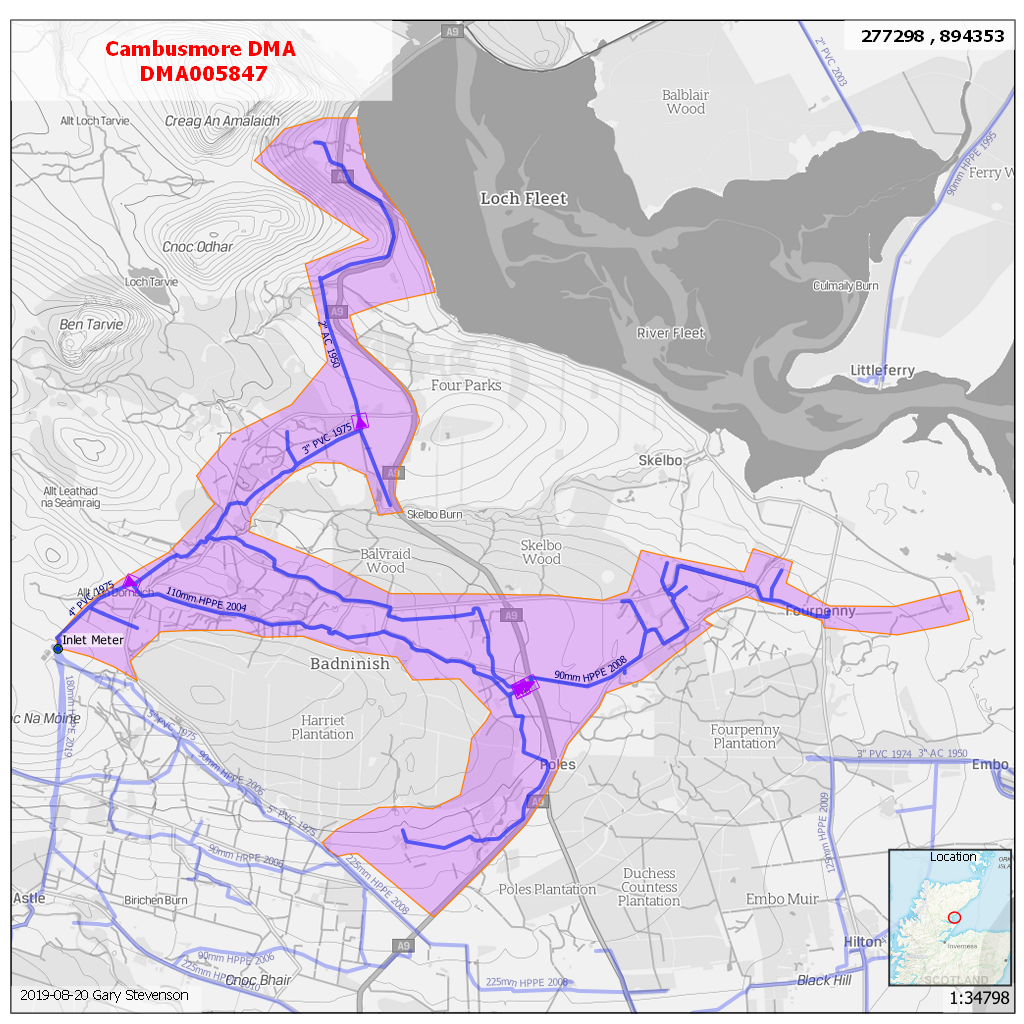 Cambusmore DMA
DMA005847
277298 , 894353
A9
2" PVC 2003
Allt Loch Tarvie
Creag An Amalaidh
Balblair
Wood
90mm HPPE 1995
Ferry W
A9
Loch Fleet
Cnoc Odhar
Loch Tarvie
Culmaily Burn
A9
Ben Tarvie
River Fleet
2" AC 1950
Littleferry
Four Parks
3" PVC 1975
Skelbo
A9
Allt Leathad
na Seamraig
Skelbo Burn
Balvraid
Wood
Skelbo
Wood
4" PVC 1975
110mm HPPE 2004
A9
Fourpenny
Inlet Meter
Badninish
90mm HPPE 2008
180mm HPPE 2019
oc Na Moine
5" PVC 1975
Harriet
Plantation
Fourpenny
Plantation
90mm HPPE 2006
Poles
3" PVC 1974
3" AC 1950
Embo
A9
5" PVC 1975
125mm HPPE 2009
90mm HPPE 2006
225mm HPPE 2008
Location
Astle
Birichen Burn
Poles Plantation
Duchess
Countess
Plantation
Embo Muir
A9
Hilton
Inverness
90mm HPPE 2006
Cnoc Bhair
225mm HPPE 2008
Black Hill
SCOTLAND
2019-08-20 Gary Stevenson
1:34798